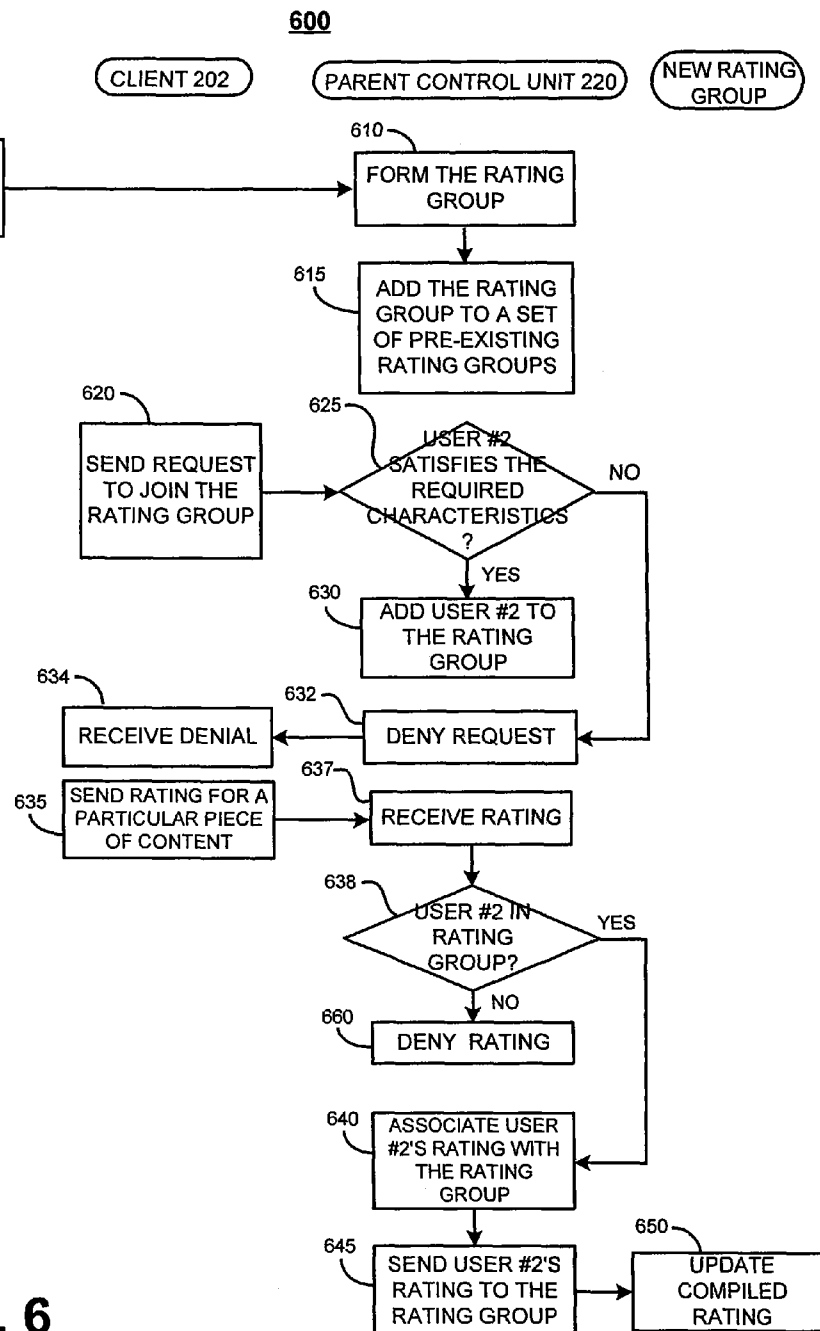 600
CLIENT 202
PARENT CONTROL UNIT 220
NEW RATING
GROUP
610
FORM THE RATING
GROUP
615
ADD THE RATING
GROUP TO A SET
OF PRE-EXISTING
RATING GROUPS
620
SEND REQUEST
TO JOIN THE
RATING GROUP
625
USER #2
SATISFIES THE
REQUIRED
CHARACTERISTICS
?
NO
YES
630
ADD USER #2 TO
THE RATING
GROUP
634
RECEIVE DENIAL
632
DENY REQUEST
635
SEND RATING FOR A
PARTICULAR PIECE
OF CONTENT
637
RECEIVE RATING
638
USER #2 IN
RATING
GROUP?
YES
NO
660
DENY RATING
640
ASSOCIATE USER
#2'S RATING WITH
THE RATING
GROUP
645
SEND USER #2'S
RATING TO THE
RATING GROUP
650
UPDATE
COMPILED
RATING
. 6